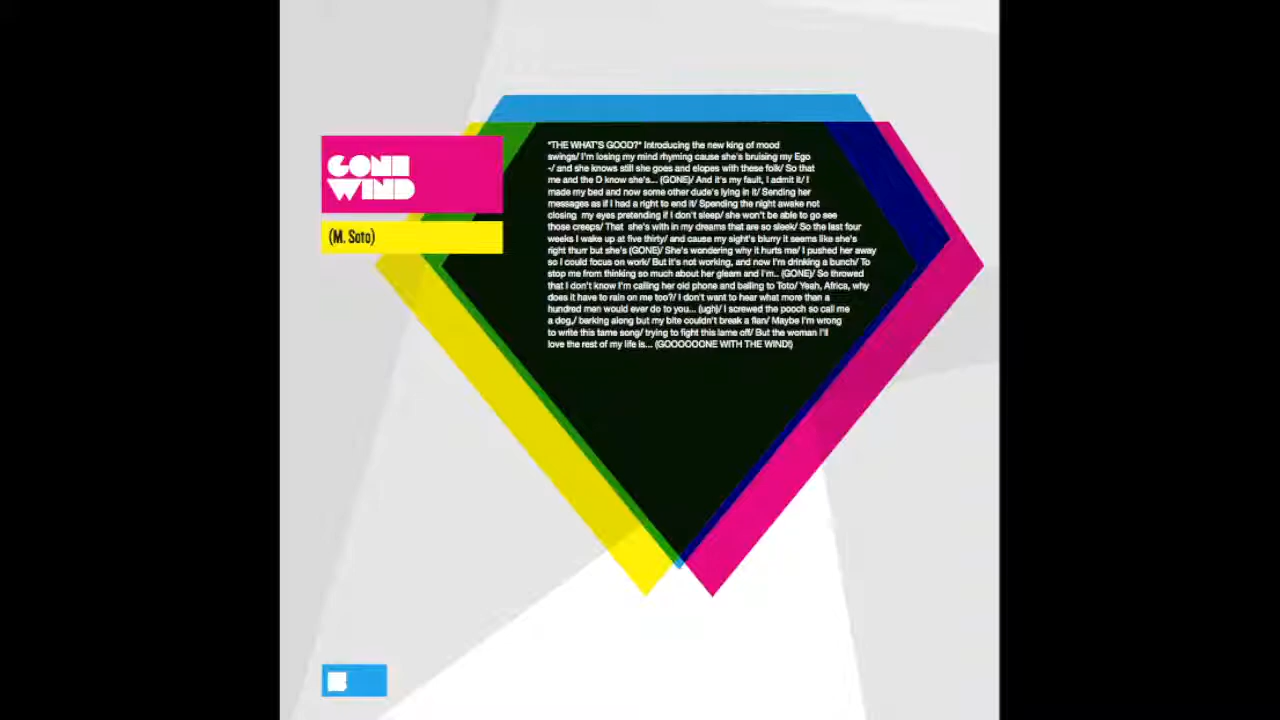 GONE
WIND
(M. Soto)
"THE WHAT'S GOOD?" Introducing the new king of mood
swings/ I'm losing my mind rhyming cause she's bruising my Ego
-/ and she knows still she goes and elopes with these folk/ So that
me and the D know she's... (GONE)/ And it's my fault, I admit it/ I
made my bed and now some other dude's lying in it/ Sending her
messages as if I had a right to end it/ Spending the night awake not
closing my eyes pretending if I don't sleep/ she won't be able to go see
those creeps/ That she's with in my dreams that are so sleek/ So the last four
weeks I wake up at five thirty/ and cause my sight's blurry it seems like she's
right thurr but she's (GONE)/ She's wondering why it hurts me/ I pushed her away
so I could focus on work/ But it's not working, and now I'm drinking a bunch/ To
stop me from thinking so much about her gleam and I'm.. (GONE)/ So throwed
that I don't know I'm calling her old phone and balling to Toto/ Yeah, Africa, why
does it have to rain on me too?/ I don't want to hear what more than a
hundred men would ever do to you... (ugh)/ I screwed the pooch so call me
a dog,/ barking along but my bite couldn't break a flan/ Maybe I'm wrong
to write this tame song/ trying to fight this lame off/ But the woman I'll
love the rest of my life is... (GOOOOOONE WITH THE WIND!)